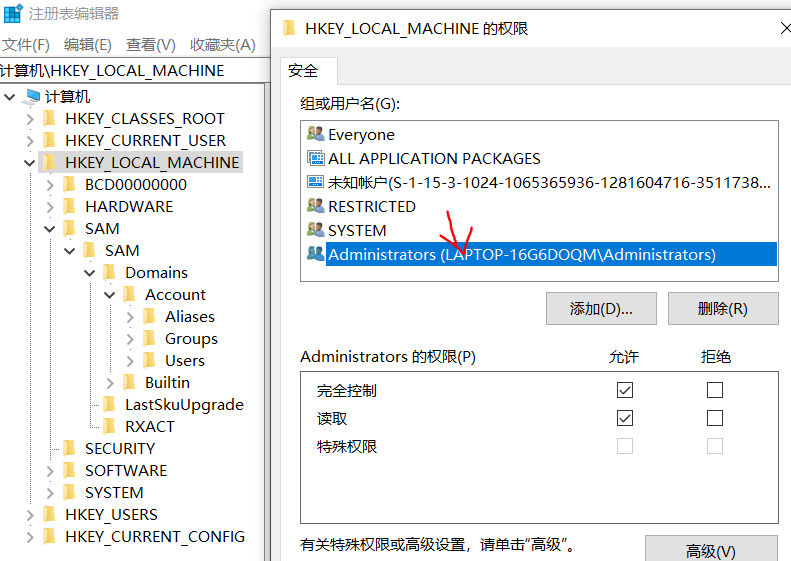 注册表编辑器
文件(F) 编辑(E) 查看(V) 收藏夹(A)
计算机\HKEY_LOCAL_MACHINE
计算机
HKEY_CLASSES_ROOT
HKEY_CURRENT_USER
HKEY_LOCAL_MACHINE
BCD00000000
HARDWARE
SAM
SAM
Domains
Account
Aliases
Groups
Users
Builtin
LastSkuUpgrade
RXACT
SECURITY
SOFTWARE
SYSTEM
HKEY_USERS
HKEY_CURRENT_CONFIG
HKEY_LOCAL_MACHINE 的权限
安全
组或用户名(G):
Everyone
ALL APPLICATION PACKAGES
未知帐户(S-1-15-3-1024-1065365936-1281604716-3511738...
RESTRICTED
SYSTEM
Administrators (LAPTOP-16G6DOQM\Administrators)
添加(D)... 删除(R)
Administrators 的权限(P) 允许 拒绝
完全控制
读取
特殊权限
有关特殊权限或高级设置，请单击“高级”。
高级(V)